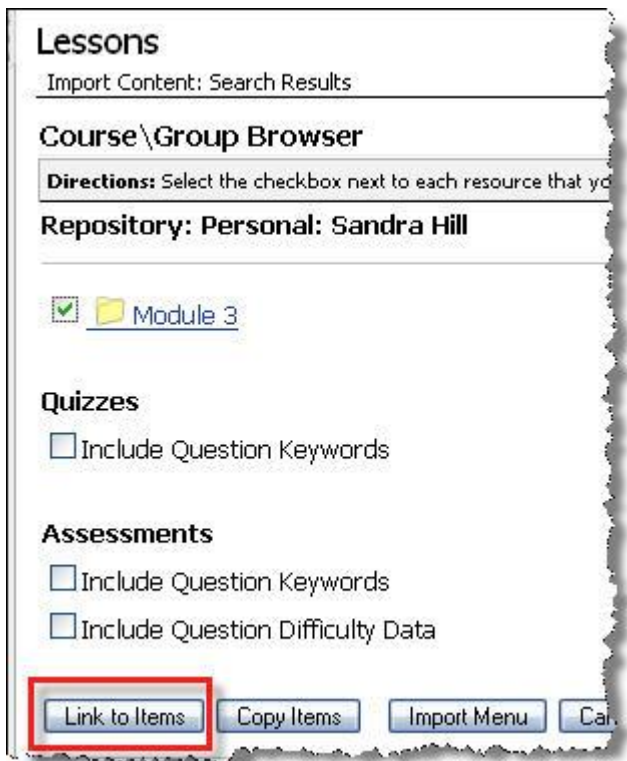 Lessons
Import Content: Search Results
Course\Group Browser
Directions: Select the checkbox next to each resource that
Repository: Personal: Sandra Hill
Module 3
Quizzes
Include Question Keywords
Assessments
Include Question Keywords
Include Question Difficulty Data
Link to Items Copy Items Import Menu